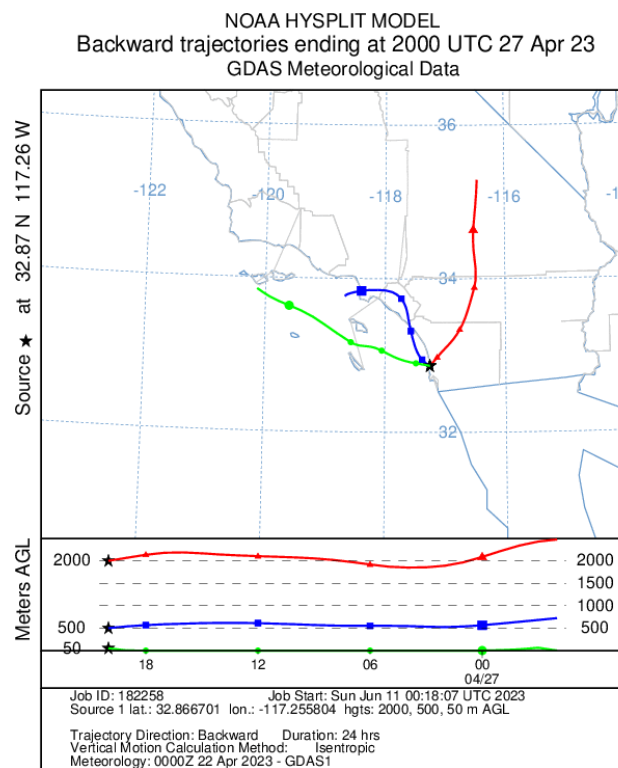 NOAA HYSPLIT MODEL
Backward trajectories ending at 2000 UTC 27 Apr 23
GDAS Meteorological Data
Source ★ at 32.87 N 117.26 W
36
-122
-120
-118
-116
-1
34
32
Meters AGL
2000
2000
1500
1000
500
500
50
18
12
06
00
04/27
Job ID: 182258 Job Start: Sun Jun 11 00:18:07 UTC 2023
Source 1 lat.: 32.866701 lon.: -117.255804 hgts: 2000, 500, 50 m AGL
Trajectory Direction: Backward Duration: 24 hrs
Vertical Motion Calculation Method: Isentropic
Meteorology: 0000Z 22 Apr 2023 - GDAS1